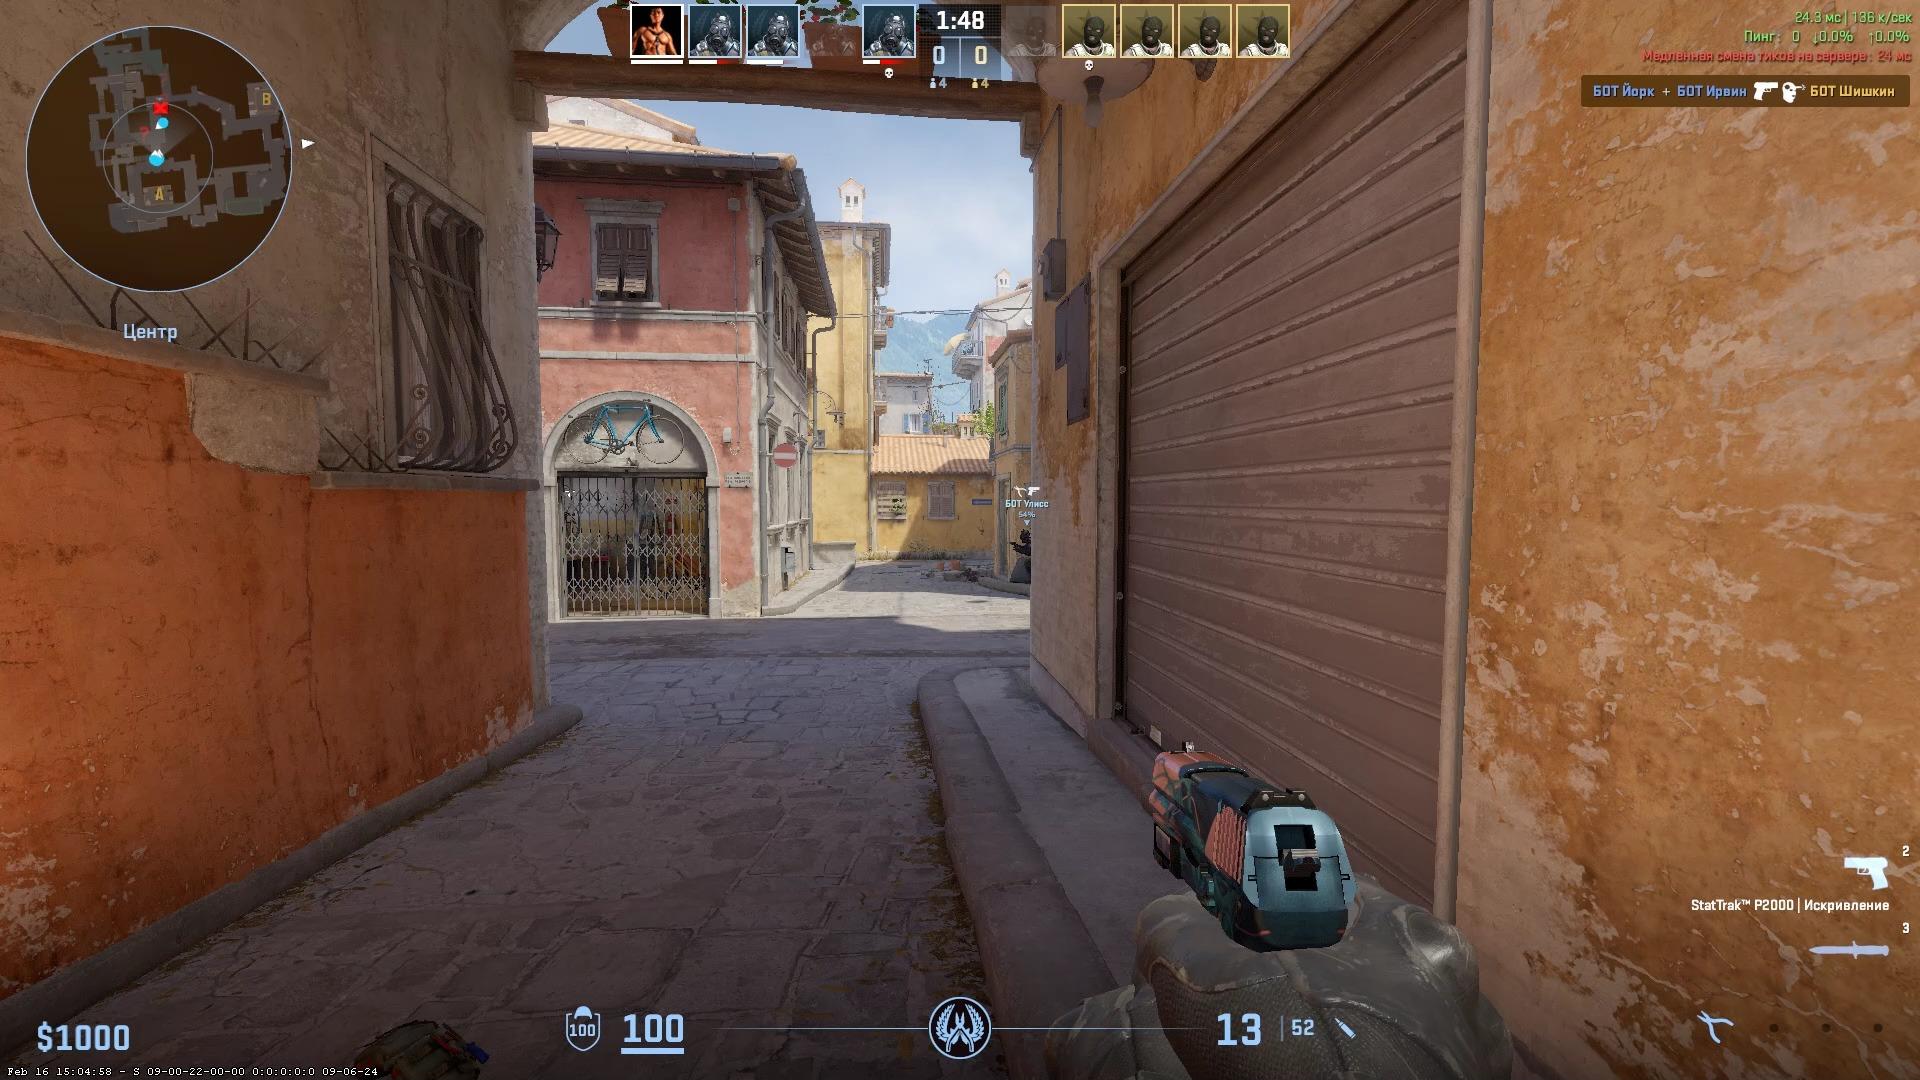 1:48
0 0
4 4
24.3 мс | 136 к/сек
Пинг: 0 ↓0.0% ↑0.0%
Медленная смена тиков на сервере: 24 мс
БОТ Йорк + БОТ Ирвин БОТ Шишкин
B
A
Центр
БОТ Улисс
54%
2
StatTrak™ P2000 | Искривление
3
$1000
100 100
13 | 52
Feb 16 15:04:58 - S 09-00-22-00-00 0:0:0:0:0 09-06-24